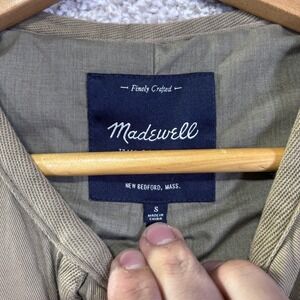 Finely Crafted
Madewell
NEW BEDFORD, MASS.
S
MADE IN
CHINA